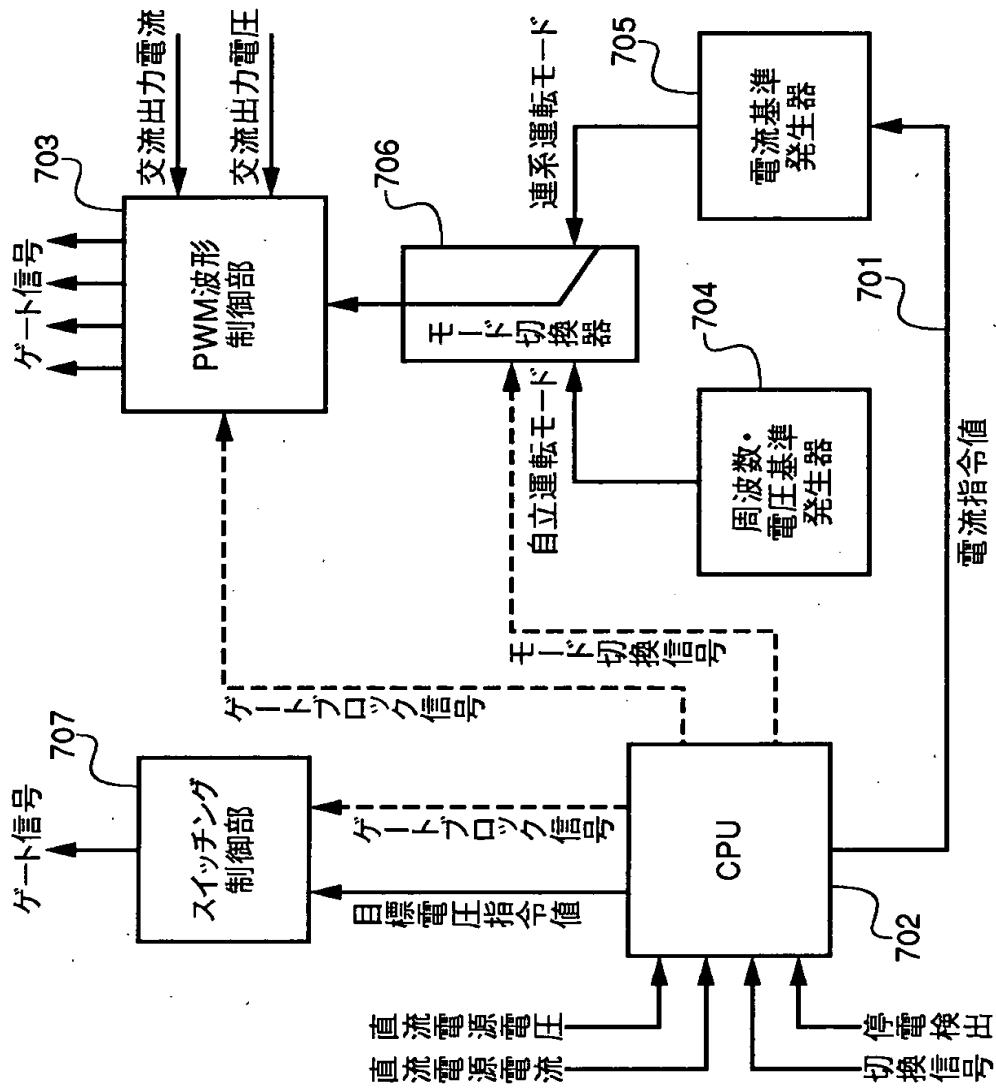 ゲート信号
707
スイッチング
制御部
目標電圧指令値
ゲートブロック信号
直流電源電圧
直流電源電流
停電検出
切換信号
CPU
702
ゲートブロック信号
モード切換信号
ゲート信号
703
PWM波形
制御部
交流出力電流
交流出力電圧
706
モード切換器
自立運転モード
連系運転モード
704
周波数・
電圧基準
発生器
705
電流基準
発生器
701
電流指令値